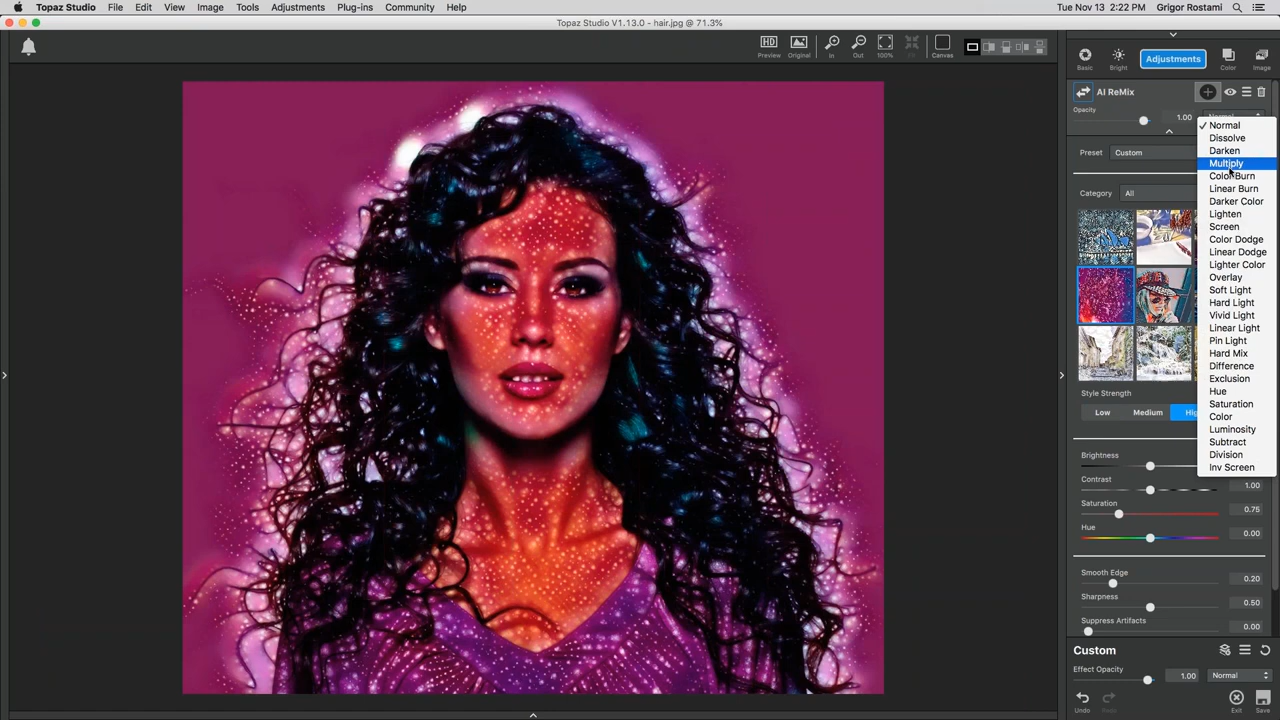 Topaz Studio File Edit View Image Tools Adjustments Plug-ins Community Help Tue Nov 13 2:22 PM Grigor Rostami
Topaz Studio V1.13.0 - hair.jpg @ 71.3%
Preview Original In Out 100% Fit Canvas
Basic Bright Adjustments Color Image
AI ReMix
Opacity 1.00 Normal
Normal
Dissolve
Darken
Multiply
Color Burn
Linear Burn
Darker Color
Lighten
Screen
Color Dodge
Linear Dodge
Lighter Color
Overlay
Soft Light
Hard Light
Vivid Light
Linear Light
Pin Light
Hard Mix
Difference
Exclusion
Hue
Saturation
Color
Luminosity
Subtract
Division
Inv Screen
Preset Custom
Category All
Style Strength
Low Medium Hig
Brightness
Contrast 1.00
Saturation 0.75
Hue 0.00
Smooth Edge 0.20
Sharpness 0.50
Suppress Artifacts 0.00
Custom
Effect Opacity 1.00 Normal
Undo Redo Exit Save